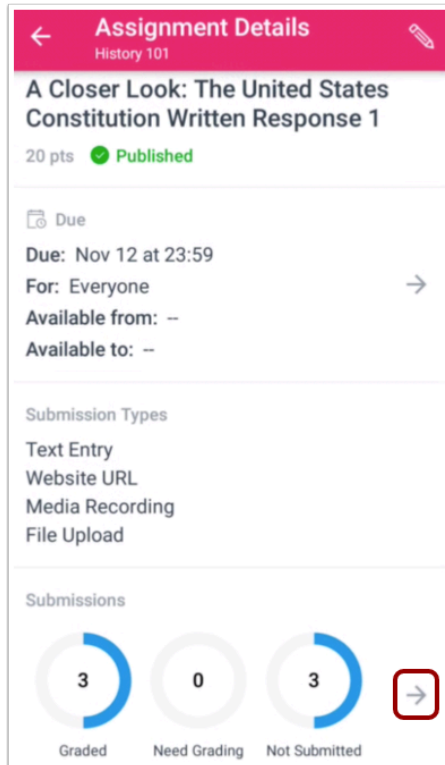 Assignment Details
History 101
A Closer Look: The United States
Constitution Written Response 1
20 pts Published
Due
Due: Nov 12 at 23:59
For: Everyone
Available from: --
Available to: --
Submission Types
Text Entry
Website URL
Media Recording
File Upload
Submissions
3 0 3
Graded Need Grading Not Submitted